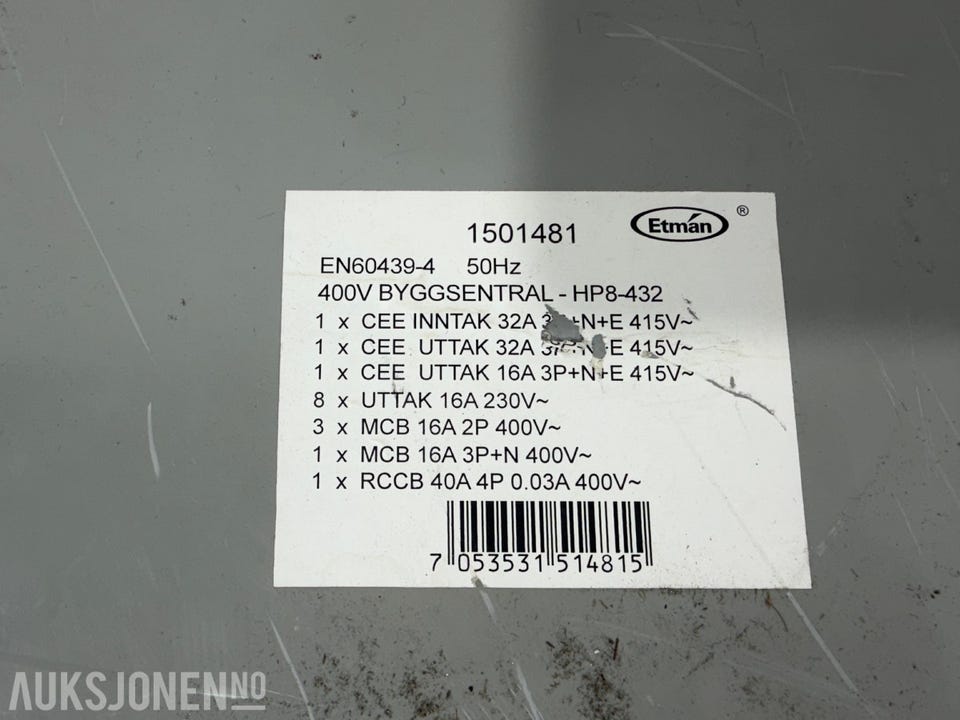 1501481
Etmán ®
EN60439-4 50Hz
400V BYGGSENTRAL - HP8-432
1 x CEE INNTAK 32A 3P+N+E 415V~
1 x CEE UTTAK 32A 3P+N+E 415V~
1 x CEE UTTAK 16A 3P+N+E 415V~
8 x UTTAK 16A 230V~
3 x MCB 16A 2P 400V~
1 x MCB 16A 3P+N 400V~
1 x RCCB 40A 4P 0.03A 400V~
7 053531 514815
AUKSJONEN.NO